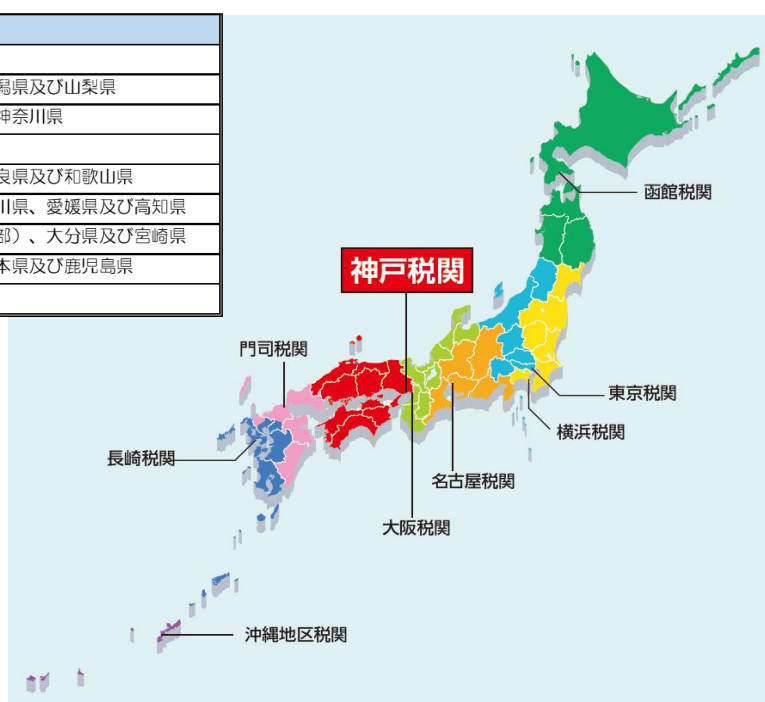 潟県及び山梨県
神奈川県
良県及び和歌山県
川県、愛媛県及び高知県
部）、大分県及び宮崎県
本県及び鹿児島県
函館税関
神戸税関
門司税関
東京税関
横浜税関
長崎税関
名古屋税関
大阪税関
沖縄地区税関